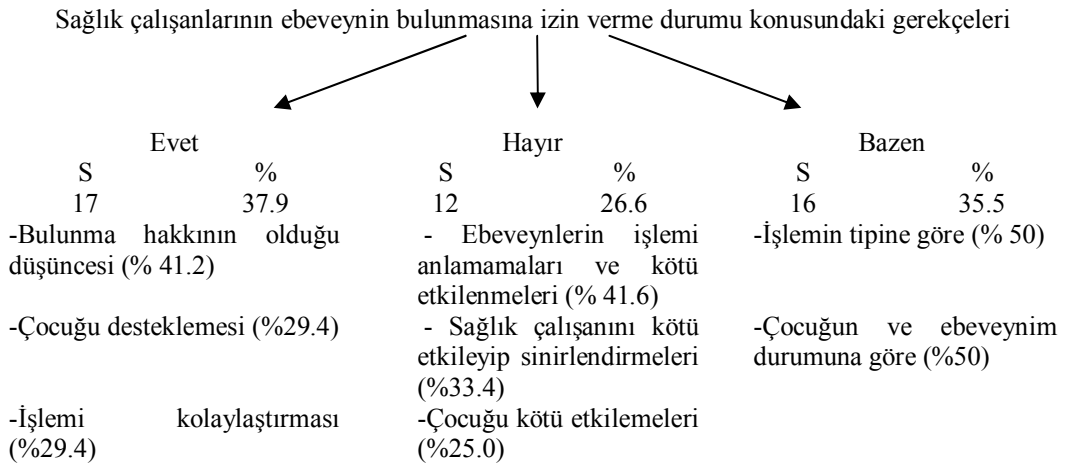 Sağlık çalışanlarının ebeveynin bulunmasına izin verme durumu konusundaki gerekçeleri
Evet
S %
17 37.9
-Bulunma hakkının olduğu
düşüncesi (% 41.2)
-Çocuğu desteklemesi (%29.4)
-İşlemi kolaylaştırması
(%29.4)
Hayır
S %
12 26.6
- Ebeveynlerin işlemi
anlamamaları ve kötü
etkilenmeleri (% 41.6)
- Sağlık çalışanını kötü
etkileyip sinirlendirmeleri
(%33.4)
-Çocuğu kötü etkilemeleri
(%25.0)
Bazen
S %
16 35.5
-İşlemin tipine göre (% 50)
-Çocuğun ve ebeveynim
durumuna göre (%50)